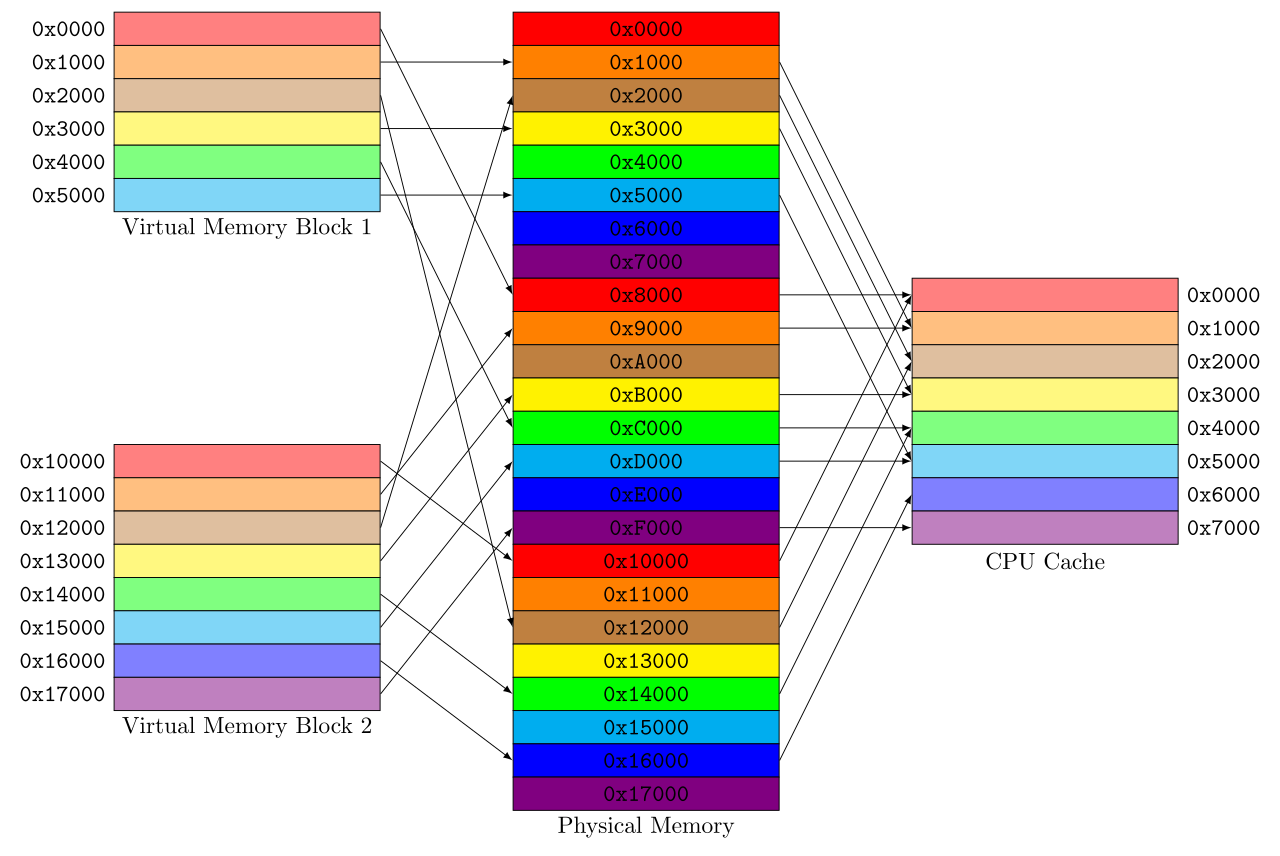 0x0000
0x1000
0x2000
0x3000
0x4000
0x5000
Virtual Memory Block 1
0x10000
0x11000
0x12000
0x13000
0x14000
0x15000
0x16000
0x17000
Virtual Memory Block 2
0x0000
0x1000
0x2000
0x3000
0x4000
0x5000
0x6000
0x7000
0x8000
0x9000
0xA000
0xB000
0xC000
0xD000
0xE000
0xF000
0x10000
0x11000
0x12000
0x13000
0x14000
0x15000
0x16000
0x17000
Physical Memory
0x0000
0x1000
0x2000
0x3000
0x4000
0x5000
0x6000
0x7000
CPU Cache